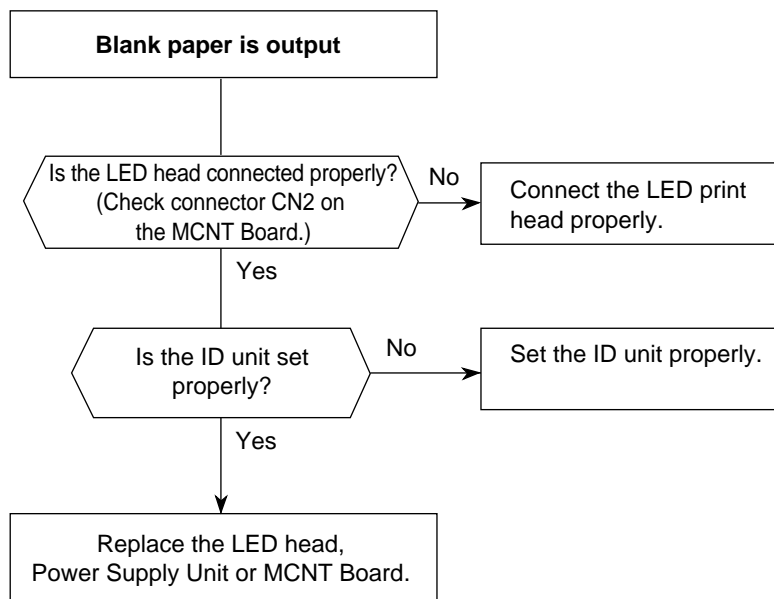 Blank paper is output
Is the LED head connected properly?
(Check connector CN2 on
the MCNT Board.)
No
Connect the LED print
head properly.
Yes
Is the ID unit set
properly?
No
Set the ID unit properly.
Yes
Replace the LED head,
Power Supply Unit or MCNT Board.